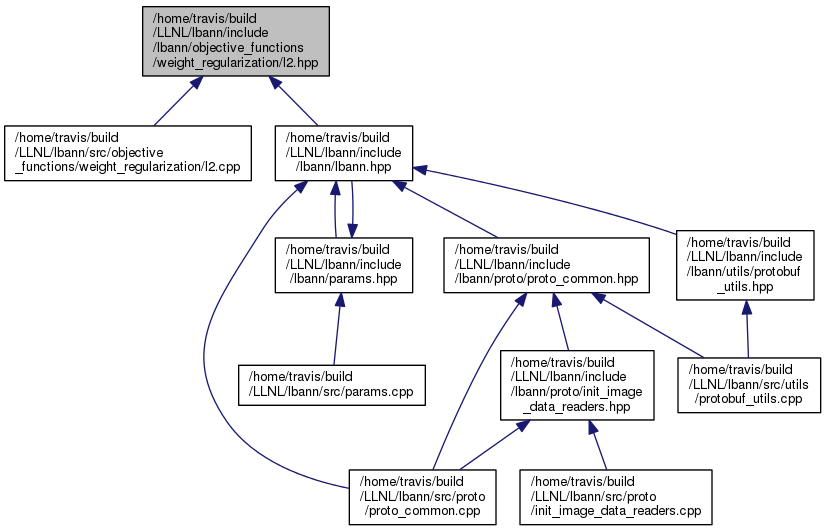 /home/travis/build
/LLNL/lbann/include
/lbann/objective_functions
/weight_regularization/l2.hpp
/home/travis/build
/LLNL/lbann/src/objective
_functions/weight_regularization/l2.cpp
/home/travis/build
/LLNL/lbann/include
/lbann/lbann.hpp
/home/travis/build
/LLNL/lbann/include
/lbann/params.hpp
/home/travis/build
/LLNL/lbann/include
/lbann/proto/proto_common.hpp
/home/travis/build
/LLNL/lbann/include
/lbann/utils/protobuf
_utils.hpp
/home/travis/build
/LLNL/lbann/src/params.cpp
/home/travis/build
/LLNL/lbann/include
/lbann/proto/init_image
_data_readers.hpp
/home/travis/build
/LLNL/lbann/src/utils
/protobuf_utils.cpp
/home/travis/build
/LLNL/lbann/src/proto
/proto_common.cpp
/home/travis/build
/LLNL/lbann/src/proto
/init_image_data_readers.cpp